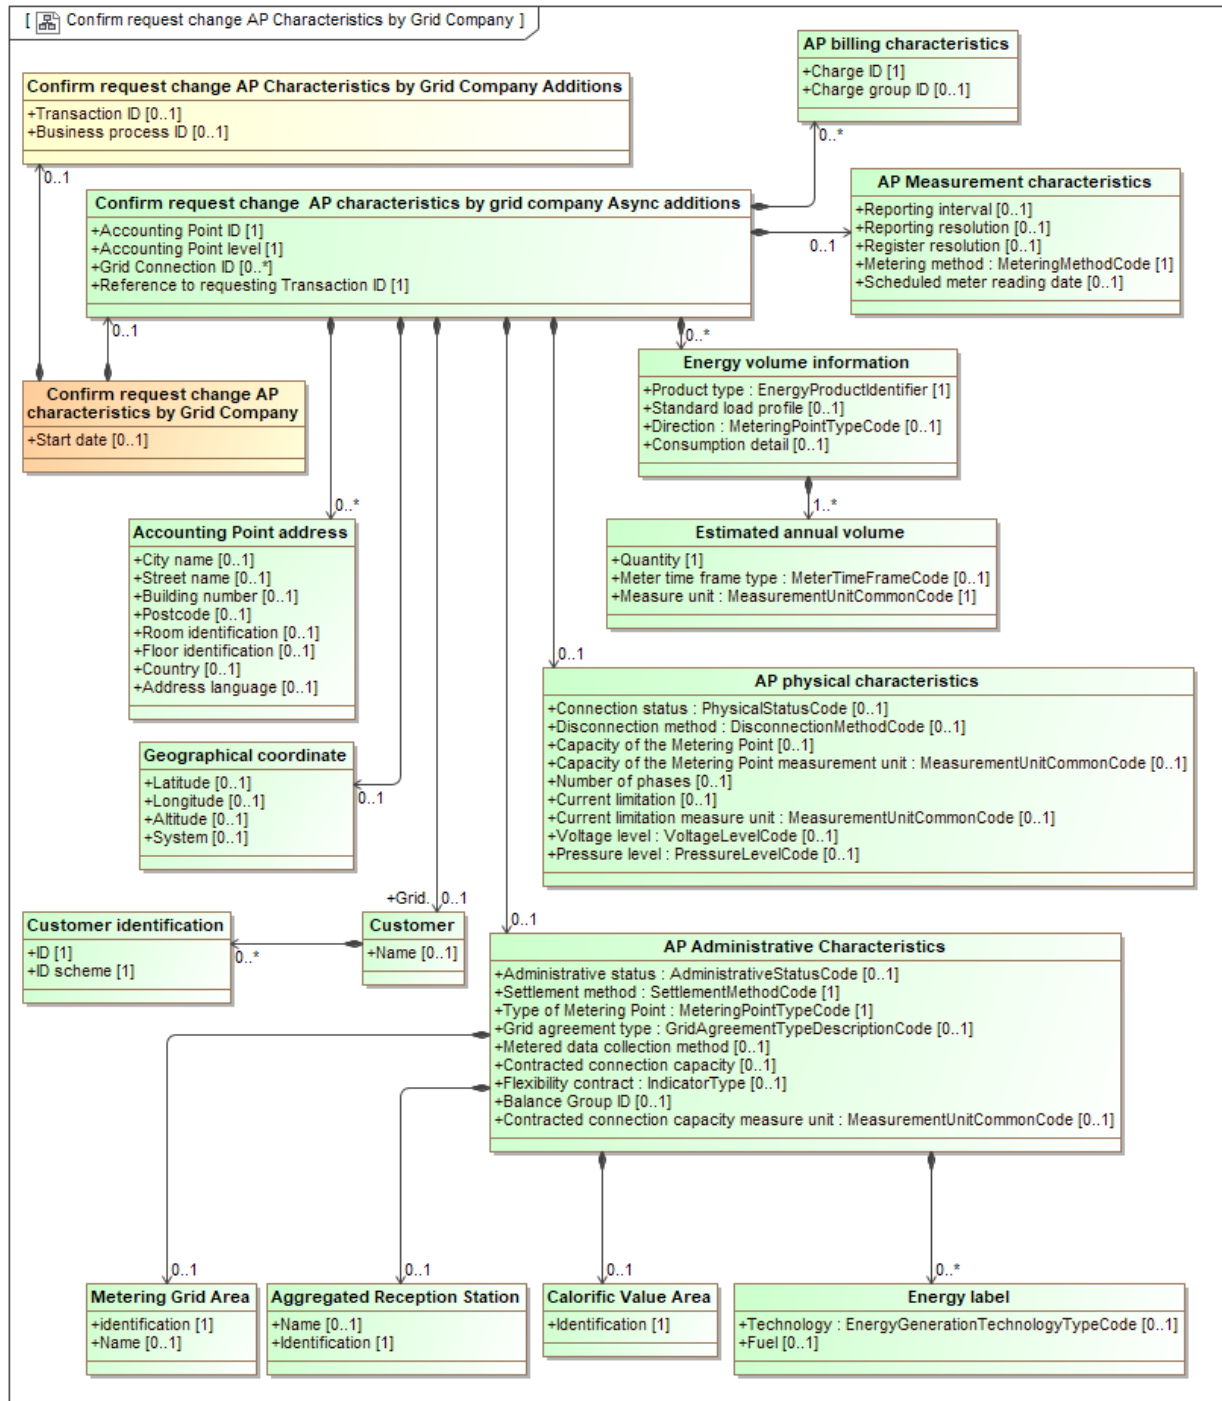 [ Confirm request change AP Characteristics by Grid Company ]
AP billing characteristics
+Charge ID [1]
+Charge group ID [0..1]
0..*
Confirm request change AP Characteristics by Grid Company Additions
+Transaction ID [0..1]
+Business process ID [0..1]
0..1
AP Measurement characteristics
+Reporting interval [0..1]
+Reporting resolution [0..1]
+Register resolution [0..1]
+Metering method : MeteringMethodCode [1]
+Scheduled meter reading date [0..1]
0..1
Confirm request change AP characteristics by grid company Async additions
+Accounting Point ID [1]
+Accounting Point level [1]
+Grid Connection ID [0..*]
+Reference to requesting Transaction ID [1]
0..1
0..*
Energy volume information
+Product type : EnergyProductIdentifier [1]
+Standard load profile [0..1]
+Direction : MeteringPointTypeCode [0..1]
+Consumption detail [0..1]
1..*
Confirm request change AP
characteristics by Grid Company
+Start date [0..1]
0..*
Accounting Point address
+City name [0..1]
+Street name [0..1]
+Building number [0..1]
+Postcode [0..1]
+Room identification [0..1]
+Floor identification [0..1]
+Country [0..1]
+Address language [0..1]
Estimated annual volume
+Quantity [1]
+Meter time frame type : MeterTimeFrameCode [0..1]
+Measure unit : MeasurementUnitCommonCode [1]
0..1
AP physical characteristics
+Connection status : PhysicalStatusCode [0..1]
+Disconnection method : DisconnectionMethodCode [0..1]
+Capacity of the Metering Point [0..1]
+Capacity of the Metering Point measurement unit : MeasurementUnitCommonCode [0..1]
+Number of phases [0..1]
+Current limitation [0..1]
+Current limitation measure unit : MeasurementUnitCommonCode [0..1]
+Voltage level : VoltageLevelCode [0..1]
+Pressure level : PressureLevelCode [0..1]
Geographical coordinate
+Latitude [0..1]
+Longitude [0..1]
+Altitude [0..1]
+System [0..1]
0..1
+Grid.. 0..1
Customer identification
+ID [1]
+ID scheme [1]
0..*
Customer
+Name [0..1]
0..1
AP Administrative Characteristics
+Administrative status : AdministrativeStatusCode [0..1]
+Settlement method : SettlementMethodCode [1]
+Type of Metering Point : MeteringPointTypeCode [1]
+Grid agreement type : GridAgreementTypeDescriptionCode [0..1]
+Metered data collection method [0..1]
+Contracted connection capacity [0..1]
+Flexibility contract : IndicatorType [0..1]
+Balance Group ID [0..1]
+Contracted connection capacity measure unit : MeasurementUnitCommonCode [0..1]
0..1
0..1
0..1
0..*
Metering Grid Area
+identification [1]
+Name [0..1]
Aggregated Reception Station
+Name [0..1]
+Identification [1]
Calorific Value Area
+Identification [1]
Energy label
+Technology : EnergyGenerationTechnologyTypeCode [0..1]
+Fuel [0..1]